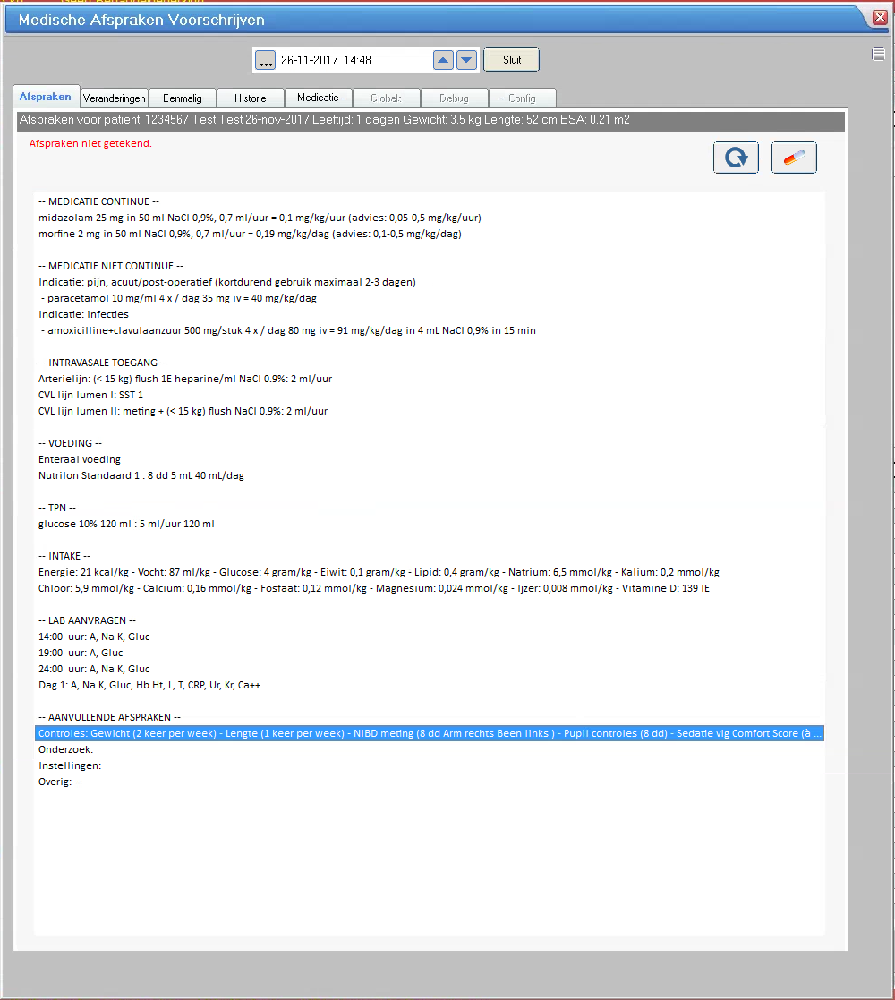 Medische Afspraken Voorschrijven
... 26-11-2017 14:48 Sluit
Afspraken Veranderingen Eenmalig Historie Medicatie Globals Debug Config
Afspraken voor patient: 1234567 Test Test 26-nov-2017 Leeftijd: 1 dagen Gewicht: 3,5 kg Lengte: 52 cm BSA: 0,21 m2
Afspraken niet getekend.
-- MEDICATIE CONTINUE --
midazolam 25 mg in 50 ml NaCl 0,9%, 0,7 ml/uur = 0,1 mg/kg/uur (advies: 0,05-0,5 mg/kg/uur)
morfine 2 mg in 50 ml NaCl 0,9%, 0,7 ml/uur = 0,19 mg/kg/dag (advies: 0,1-0,5 mg/kg/dag)
-- MEDICATIE NIET CONTINUE --
Indicatie: pijn, acuut/post-operatief (kortdurend gebruik maximaal 2-3 dagen)
- paracetamol 10 mg/ml 4 x / dag 35 mg iv = 40 mg/kg/dag
Indicatie: infecties
- amoxicilline+clavulaanzuur 500 mg/stuk 4 x / dag 80 mg iv = 91 mg/kg/dag in 4 mL NaCl 0,9% in 15 min
-- INTRAVASALE TOEGANG --
Arterielijn: (< 15 kg) flush 1E heparine/ml NaCl 0.9%: 2 ml/uur
CVL lijn lumen I: SST 1
CVL lijn lumen II: meting + (< 15 kg) flush NaCl 0.9%: 2 ml/uur
-- VOEDING --
Enteraal voeding
Nutrilon Standaard 1 : 8 dd 5 mL 40 mL/dag
-- TPN --
glucose 10% 120 ml : 5 ml/uur 120 ml
-- INTAKE --
Energie: 21 kcal/kg - Vocht: 87 ml/kg - Glucose: 4 gram/kg - Eiwit: 0,1 gram/kg - Lipid: 0,4 gram/kg - Natrium: 6,5 mmol/kg - Kalium: 0,2 mmol/kg
Chloor: 5,9 mmol/kg - Calcium: 0,16 mmol/kg - Fosfaat: 0,12 mmol/kg - Magnesium: 0,024 mmol/kg - Ijzer: 0,008 mmol/kg - Vitamine D: 139 IE
-- LAB AANVRAGEN --
14:00 uur: A, Na K, Gluc
19:00 uur: A, Gluc
24:00 uur: A, Na K, Gluc
Dag 1: A, Na K, Gluc, Hb Ht, L, T, CRP, Ur, Kr, Ca++
-- AANVULLENDE AFSPRAKEN --
Controles: Gewicht (2 keer per week) - Lengte (1 keer per week) - NIBD meting (8 dd Arm rechts Been links ) - Pupil controles (8 dd) - Sedatie vlg Comfort Score (à ...
Onderzoek:
Instellingen:
Overig: -